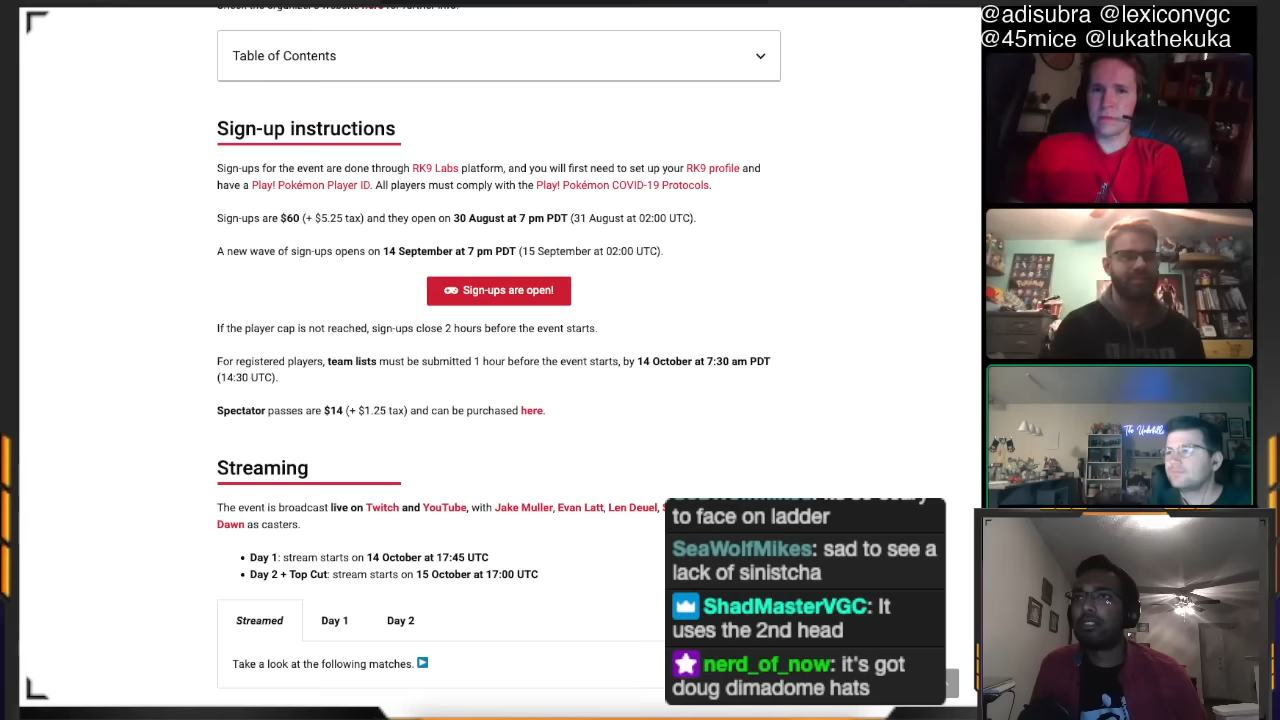 Check the organizer's website here for further info.
@adisubra @lexiconvgc
@45mice @lukathekuka
Table of Contents
Sign-up instructions
Sign-ups for the event are done through RK9 Labs platform, and you will first need to set up your RK9 profile and
have a Play! Pokémon Player ID. All players must comply with the Play! Pokémon COVID-19 Protocols.
Sign-ups are $60 (+ $5.25 tax) and they open on 30 August at 7 pm PDT (31 August at 02:00 UTC).
A new wave of sign-ups opens on 14 September at 7 pm PDT (15 September at 02:00 UTC).
Sign-ups are open!
If the player cap is not reached, sign-ups close 2 hours before the event starts.
For registered players, team lists must be submitted 1 hour before the event starts, by 14 October at 7:30 am PDT
(14:30 UTC).
Spectator passes are $14 (+ $1.25 tax) and can be purchased here.
Streaming
The event is broadcast live on Twitch and YouTube, with Jake Muller, Evan Latt, Len Deuel,
Dawn as casters.
• Day 1: stream starts on 14 October at 17:45 UTC
• Day 2 + Top Cut: stream starts on 15 October at 17:00 UTC
Streamed Day 1 Day 2
Take a look at the following matches.
to face on ladder
SeaWolfMikes: sad to see a
lack of sinistcha
ShadMasterVGC: It
uses the 2nd head
nerd_of_now: it's got
doug dimadome hats
The Underhills